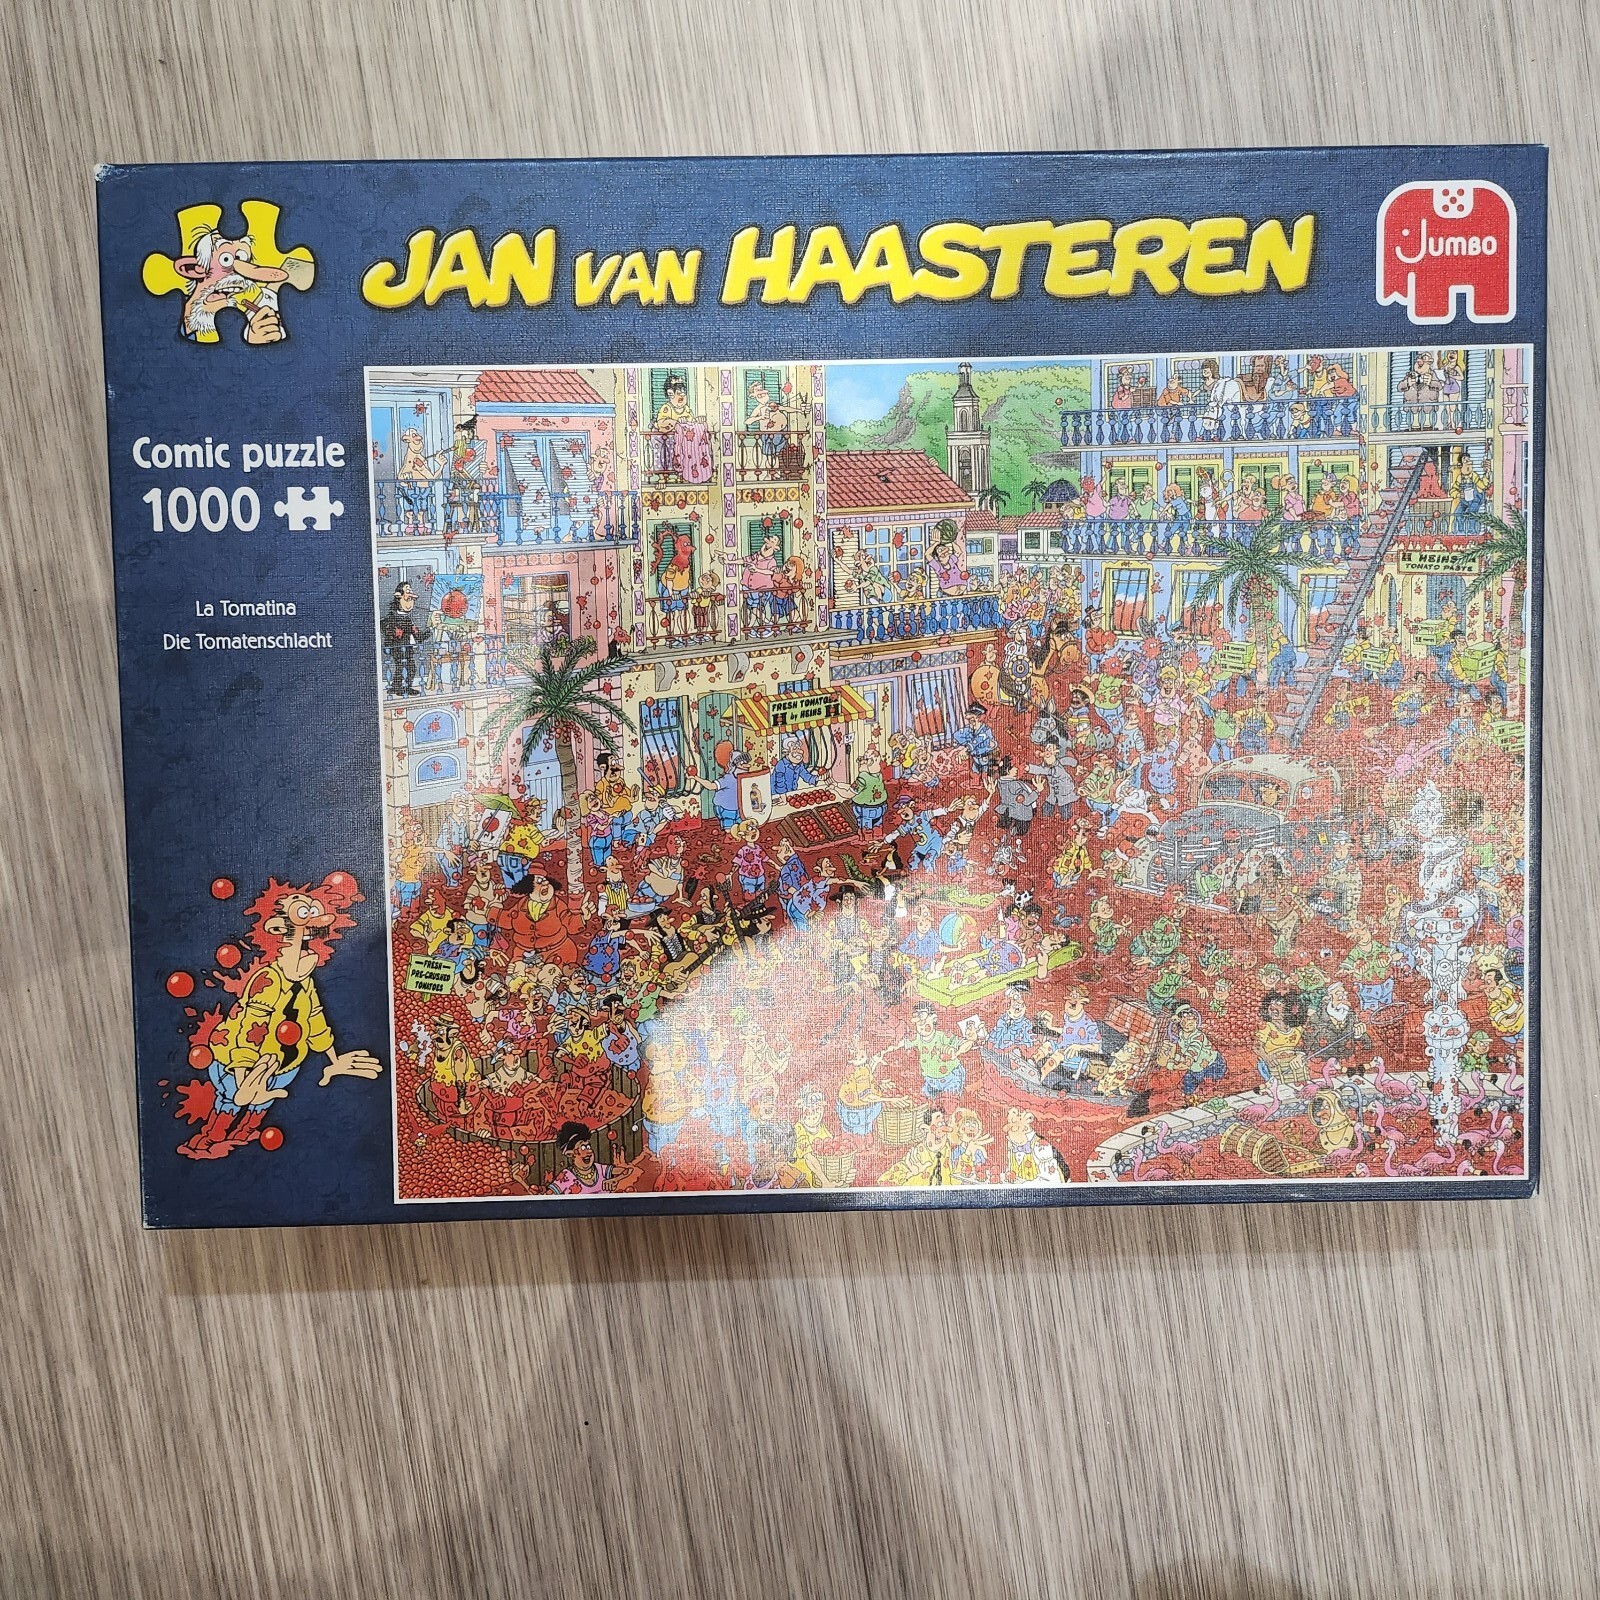 JAN VAN HAASTEREN
JUMBO
Comic puzzle
1000
La Tomatina
Die Tomatenschlacht
H HEINS
TOMATO PASTE
FRESH TOMATO
H by HEINS H
FRESH
PRE-CRUSHED
TOMATOES